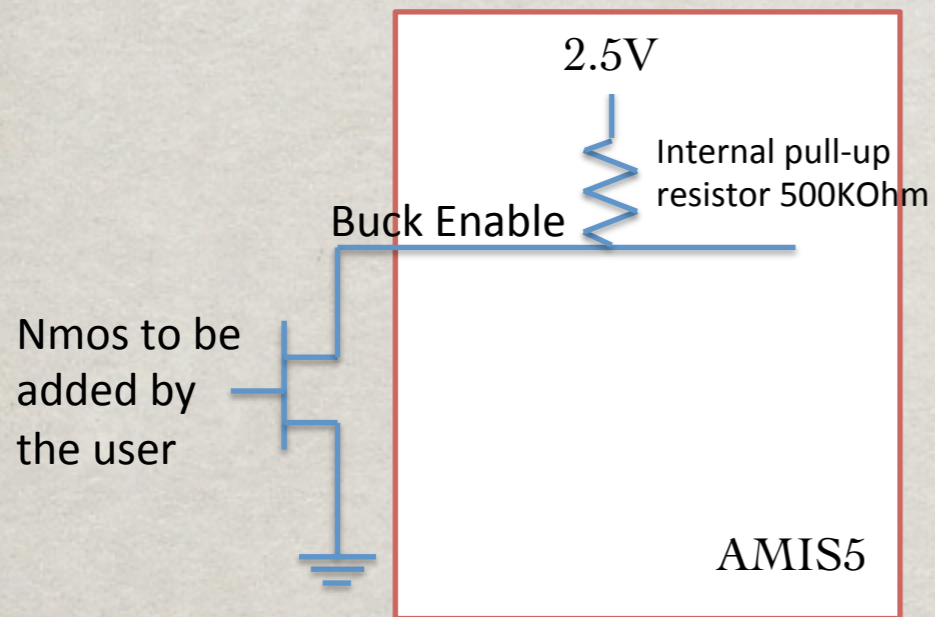 2.5V
Internal pull-up
resistor 500KOhm
Buck Enable
Nmos to be
added by
the user
AMIS5